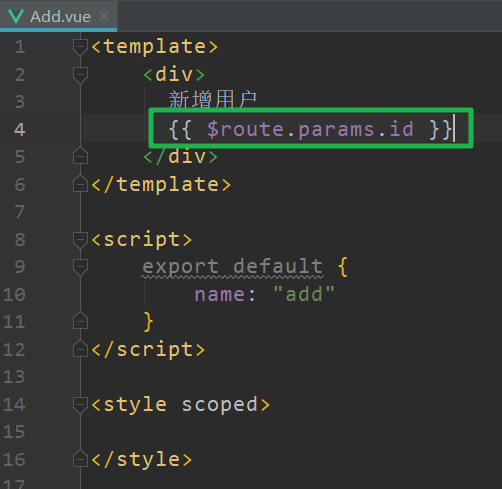 Add.vue
1 <template>
2 <div>
3 新增用户
4 {{ $route.params.id }}
5 </div>
6 </template>
7
8 <script>
9 export default {
10 name: "add"
11 }
12 </script>
13
14 <style scoped>
15
16 </style>
17